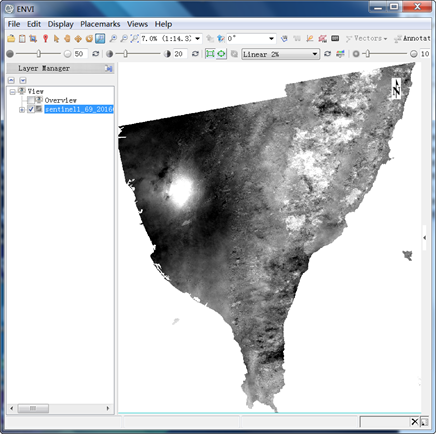 ENVI
File Edit Display Placemarks Views Help
7.0% (1:14.3 0° Vectors Annotat
50 20 Linear 2% 10
Layer Manager
View
Overview
sentinel1_69_2016
N